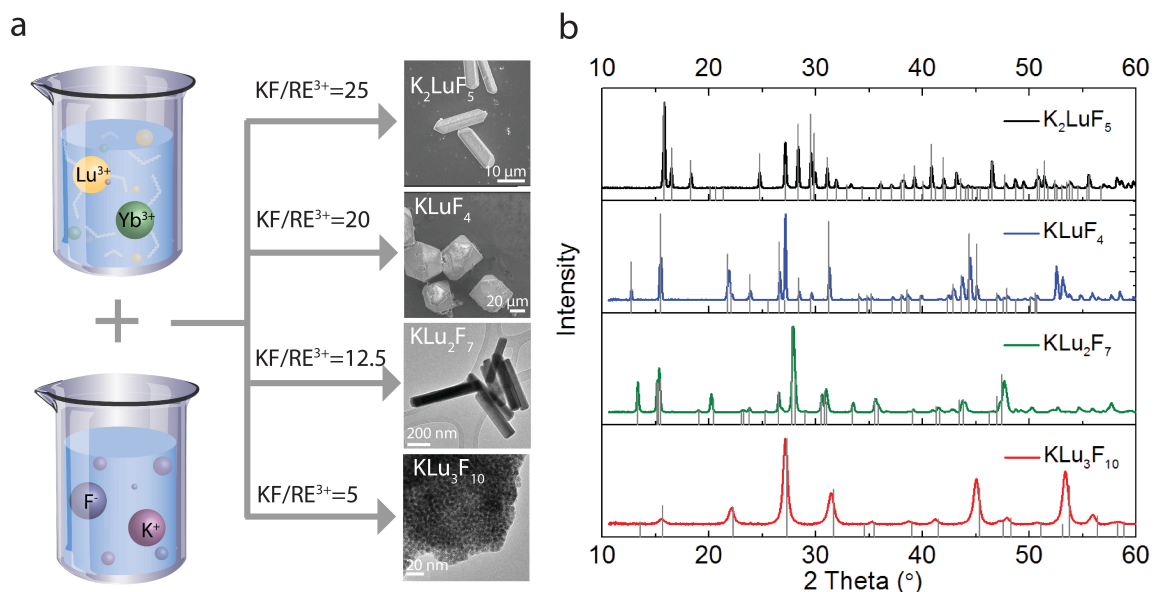 a
Lu³⁺
Yb³⁺
F⁻
K⁺
KF/RE³⁺=25
KF/RE³⁺=20
KF/RE³⁺=12.5
KF/RE³⁺=5
K₂LuF₅
10 μm
KLuF₄
20 μm
KLu₂F₇
200 nm
KLu₃F₁₀
20 nm
b
10 20 30 40 50 60
K₂LuF₅
KLuF₄
KLu₂F₇
KLu₃F₁₀
Intensity
10 20 30 40 50 60
2 Theta (°)